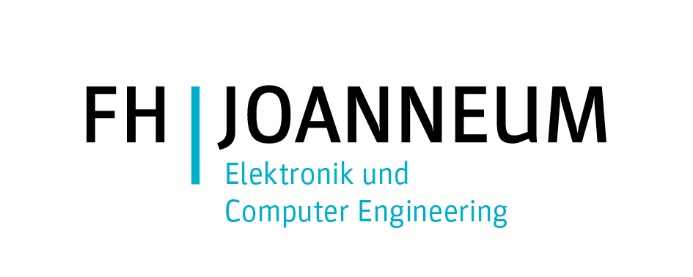 FH | JOANNEUM
Elektronik und
Computer Engineering